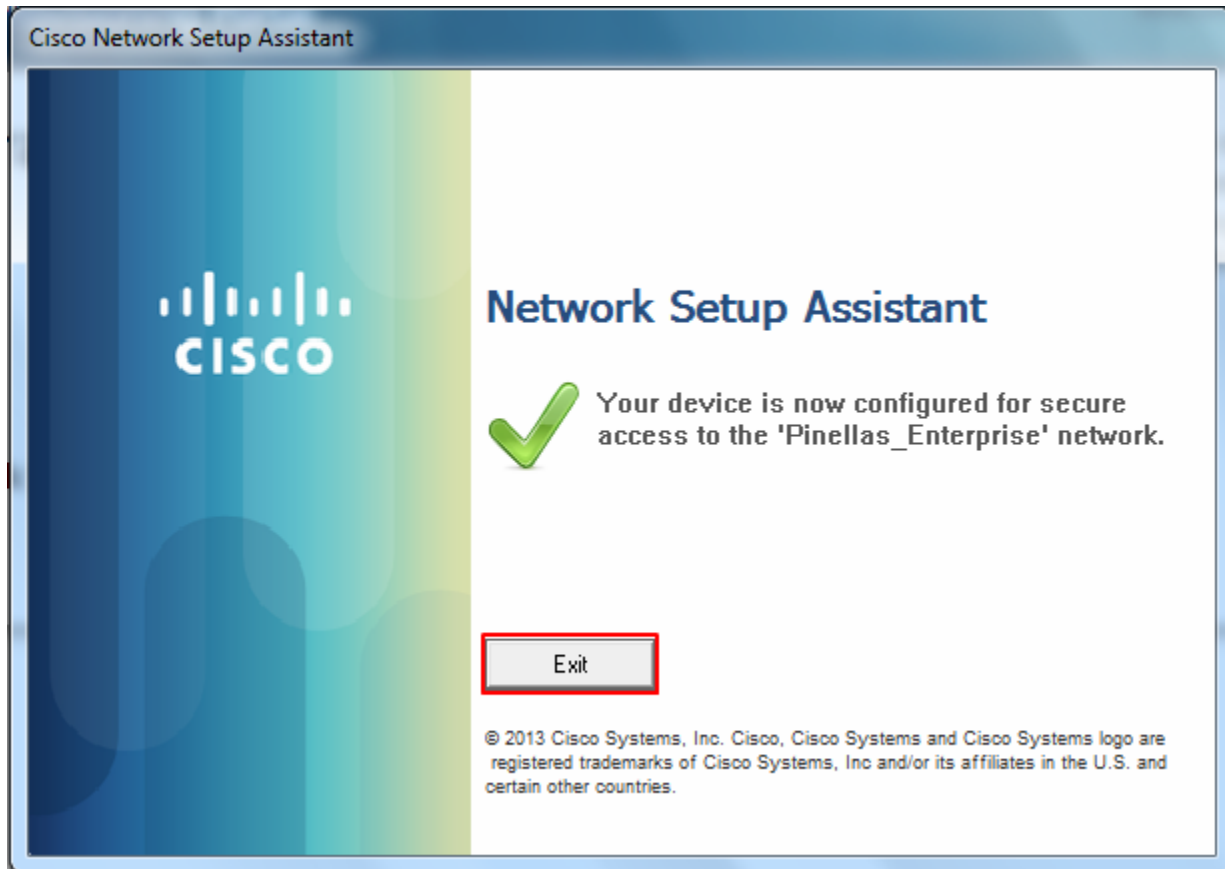 Cisco Network Setup Assistant
CISCO
Network Setup Assistant
Your device is now configured for secure
access to the 'Pinellas_Enterprise' network.
Exit
© 2013 Cisco Systems, Inc. Cisco, Cisco Systems and Cisco Systems logo are
registered trademarks of Cisco Systems, Inc and/or its affiliates in the U.S. and
certain other countries.